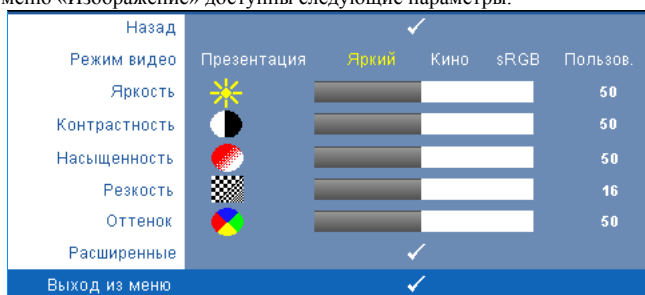 меню «Изображение» доступны следующие параметры:
Назад
Режим видео Презентация Яркий Кино sRGB Пользов.
Яркость 50
Контрастность 50
Насыщенность 50
Резкость 16
Оттенок 50
Расширенные
Выход из меню